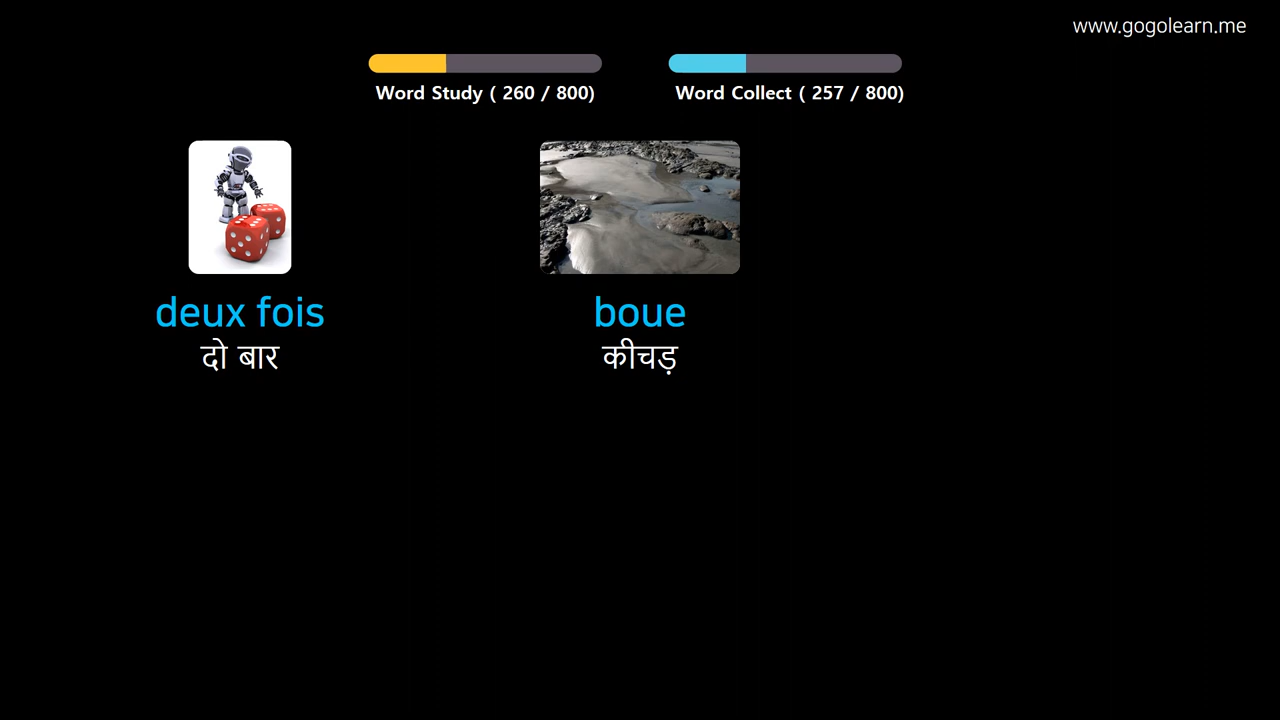 www.gogolearn.me
Word Study ( 260 / 800)
Word Collect ( 257 / 800)
deux fois
दो बार
boue
कीचड़